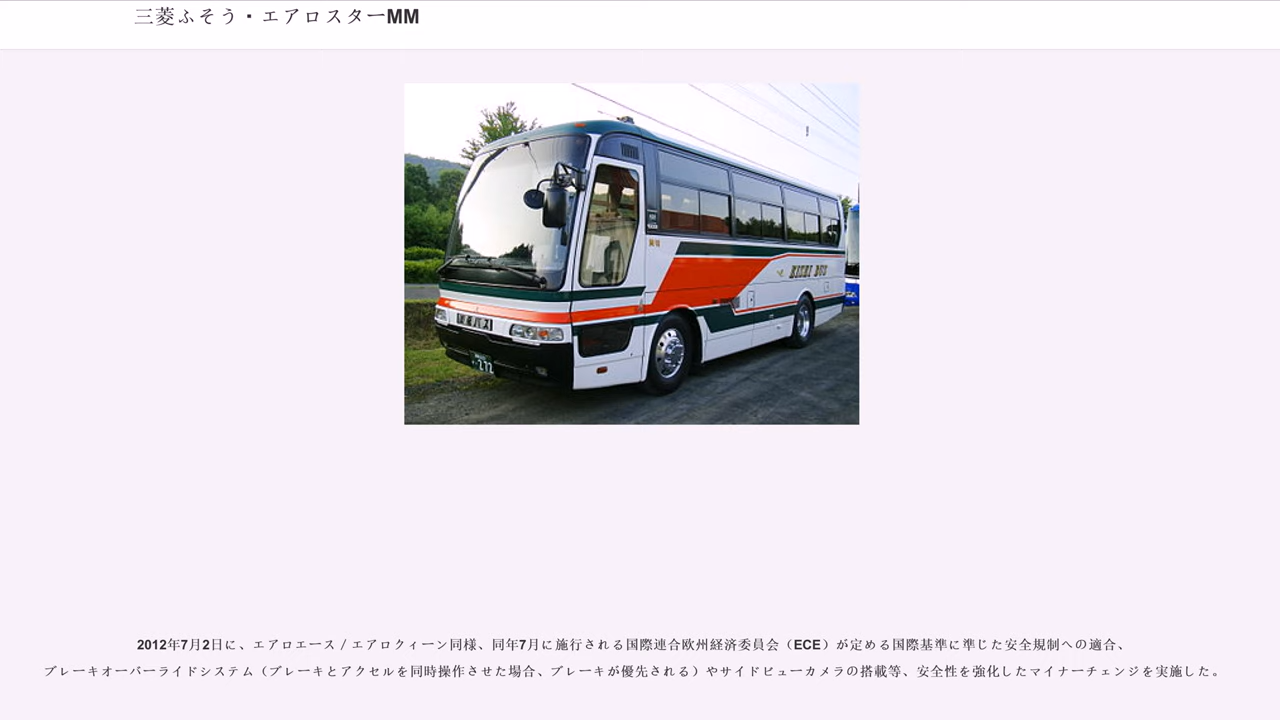 三菱ふそう・エアロスターMM
KISHI BUS
272
2012年7月2日に、エアロエース / エアロクィーン同様、同年7月に施行される国際連合欧州経済委員会（ECE）が定める国際基準に準じた安全規制への適合、
ブレーキオーバーライドシステム（ブレーキとアクセルを同時操作させた場合、ブレーキが優先される）やサイドビューカメラの搭載等、安全性を強化したマイナーチェンジを実施した。